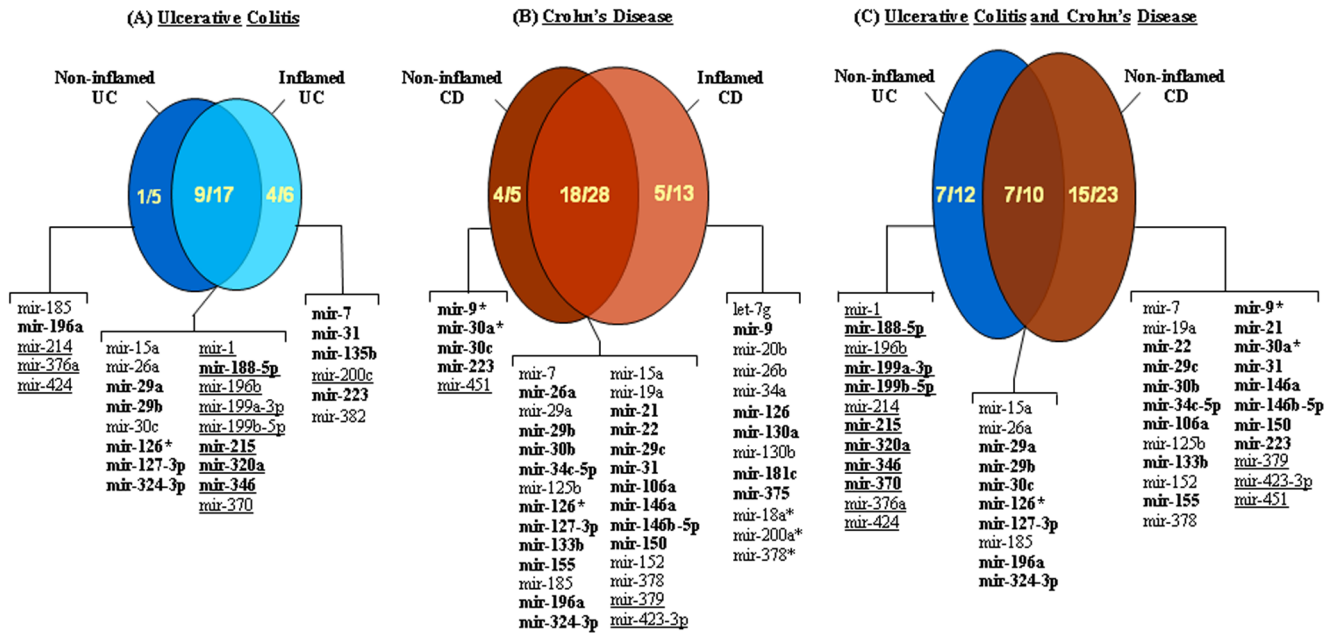 (A) Ulcerative Colitis
Non-inflamed
UC
Inflamed
UC
1/5
9/17
4/6
mir-185
mir-196a
mir-214
mir-376a
mir-424
mir-15a
mir-26a
mir-29a
mir-29b
mir-30c
mir-126*
mir-127-3p
mir-324-3p
mir-1
mir-188-5p
mir-196b
mir-199a-3p
mir-199b-5p
mir-215
mir-320a
mir-346
mir-370
mir-7
mir-31
mir-135b
mir-200c
mir-223
mir-382
(B) Crohn's Disease
Non-inflamed
CD
Inflamed
CD
4/5
18/28
5/13
mir-9*
mir-30a*
mir-30c
mir-223
mir-451
mir-7
mir-26a
mir-29a
mir-29b
mir-30b
mir-34c-5p
mir-125b
mir-126*
mir-127-3p
mir-133b
mir-155
mir-185
mir-196a
mir-324-3p
mir-15a
mir-19a
mir-21
mir-22
mir-29c
mir-31
mir-106a
mir-146a
mir-146b-5p
mir-150
mir-152
mir-378
mir-379
mir-423-3p
let-7g
mir-9
mir-20b
mir-26b
mir-34a
mir-126
mir-130a
mir-130b
mir-181c
mir-375
mir-18a*
mir-200a*
mir-378*
(C) Ulcerative Colitis and Crohn's Disease
Non-inflamed
UC
Non-inflamed
CD
7/12
7/10
15/23
mir-1
mir-188-5p
mir-196b
mir-199a-3p
mir-199b-5p
mir-214
mir-215
mir-320a
mir-346
mir-370
mir-376a
mir-424
mir-15a
mir-26a
mir-29a
mir-29b
mir-30c
mir-126*
mir-127-3p
mir-185
mir-196a
mir-324-3p
mir-7
mir-19a
mir-22
mir-29c
mir-30b
mir-34c-5p
mir-106a
mir-125b
mir-133b
mir-152
mir-155
mir-378
mir-9*
mir-21
mir-30a*
mir-31
mir-146a
mir-146b-5p
mir-150
mir-223
mir-379
mir-423-3p
mir-451